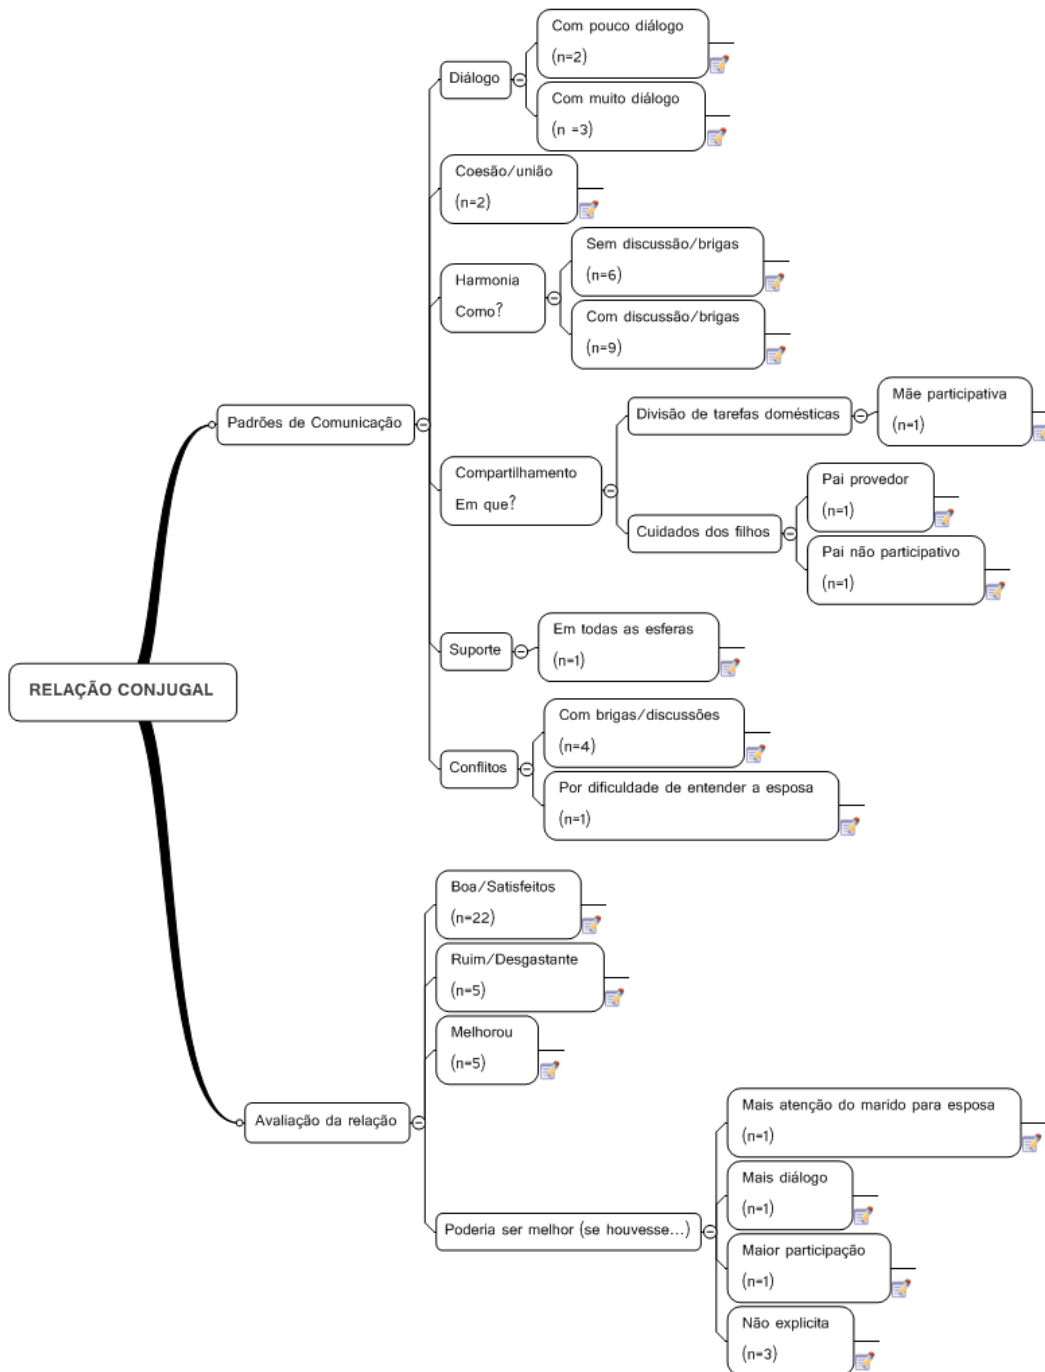 Com pouco diálogo
(n=2)
Diálogo
Com muito diálogo
(n =3)
Coesão/união
(n=2)
Sem discussão/brigas
(n=6)
Harmonia
Como?
Com discussão/brigas
(n=9)
Padrões de Comunicação
Mãe participativa
(n=1)
Divisão de tarefas domésticas
Compartilhamento
Em que?
Pai provedor
(n=1)
Cuidados dos filhos
Pai não participativo
(n=1)
Em todas as esferas
(n=1)
Suporte
RELAÇÃO CONJUGAL
Com brigas/discussões
(n=4)
Conflitos
Por dificuldade de entender a esposa
(n=1)
Boa/Satisfeitos
(n=22)
Ruim/Desgastante
(n=5)
Melhorou
(n=5)
Avaliação da relação
Mais atenção do marido para esposa
(n=1)
Mais diálogo
(n=1)
Poderia ser melhor (se houvesse...)
Maior participação
(n=1)
Não explicita
(n=3)